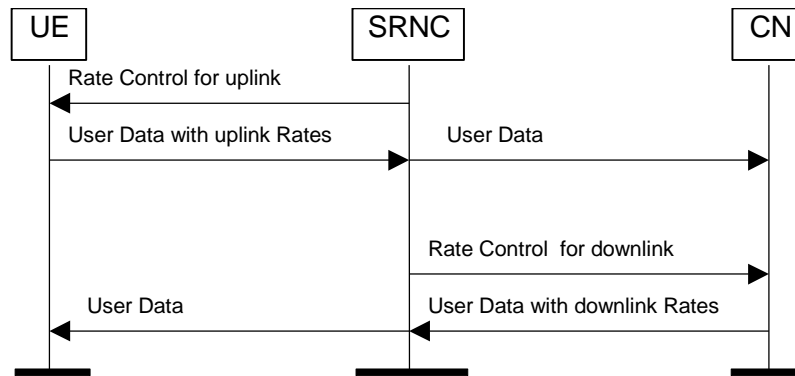 UE
SRNC
CN
Rate Control for uplink
User Data with uplink Rates
User Data
Rate Control for downlink
User Data
User Data with downlink Rates